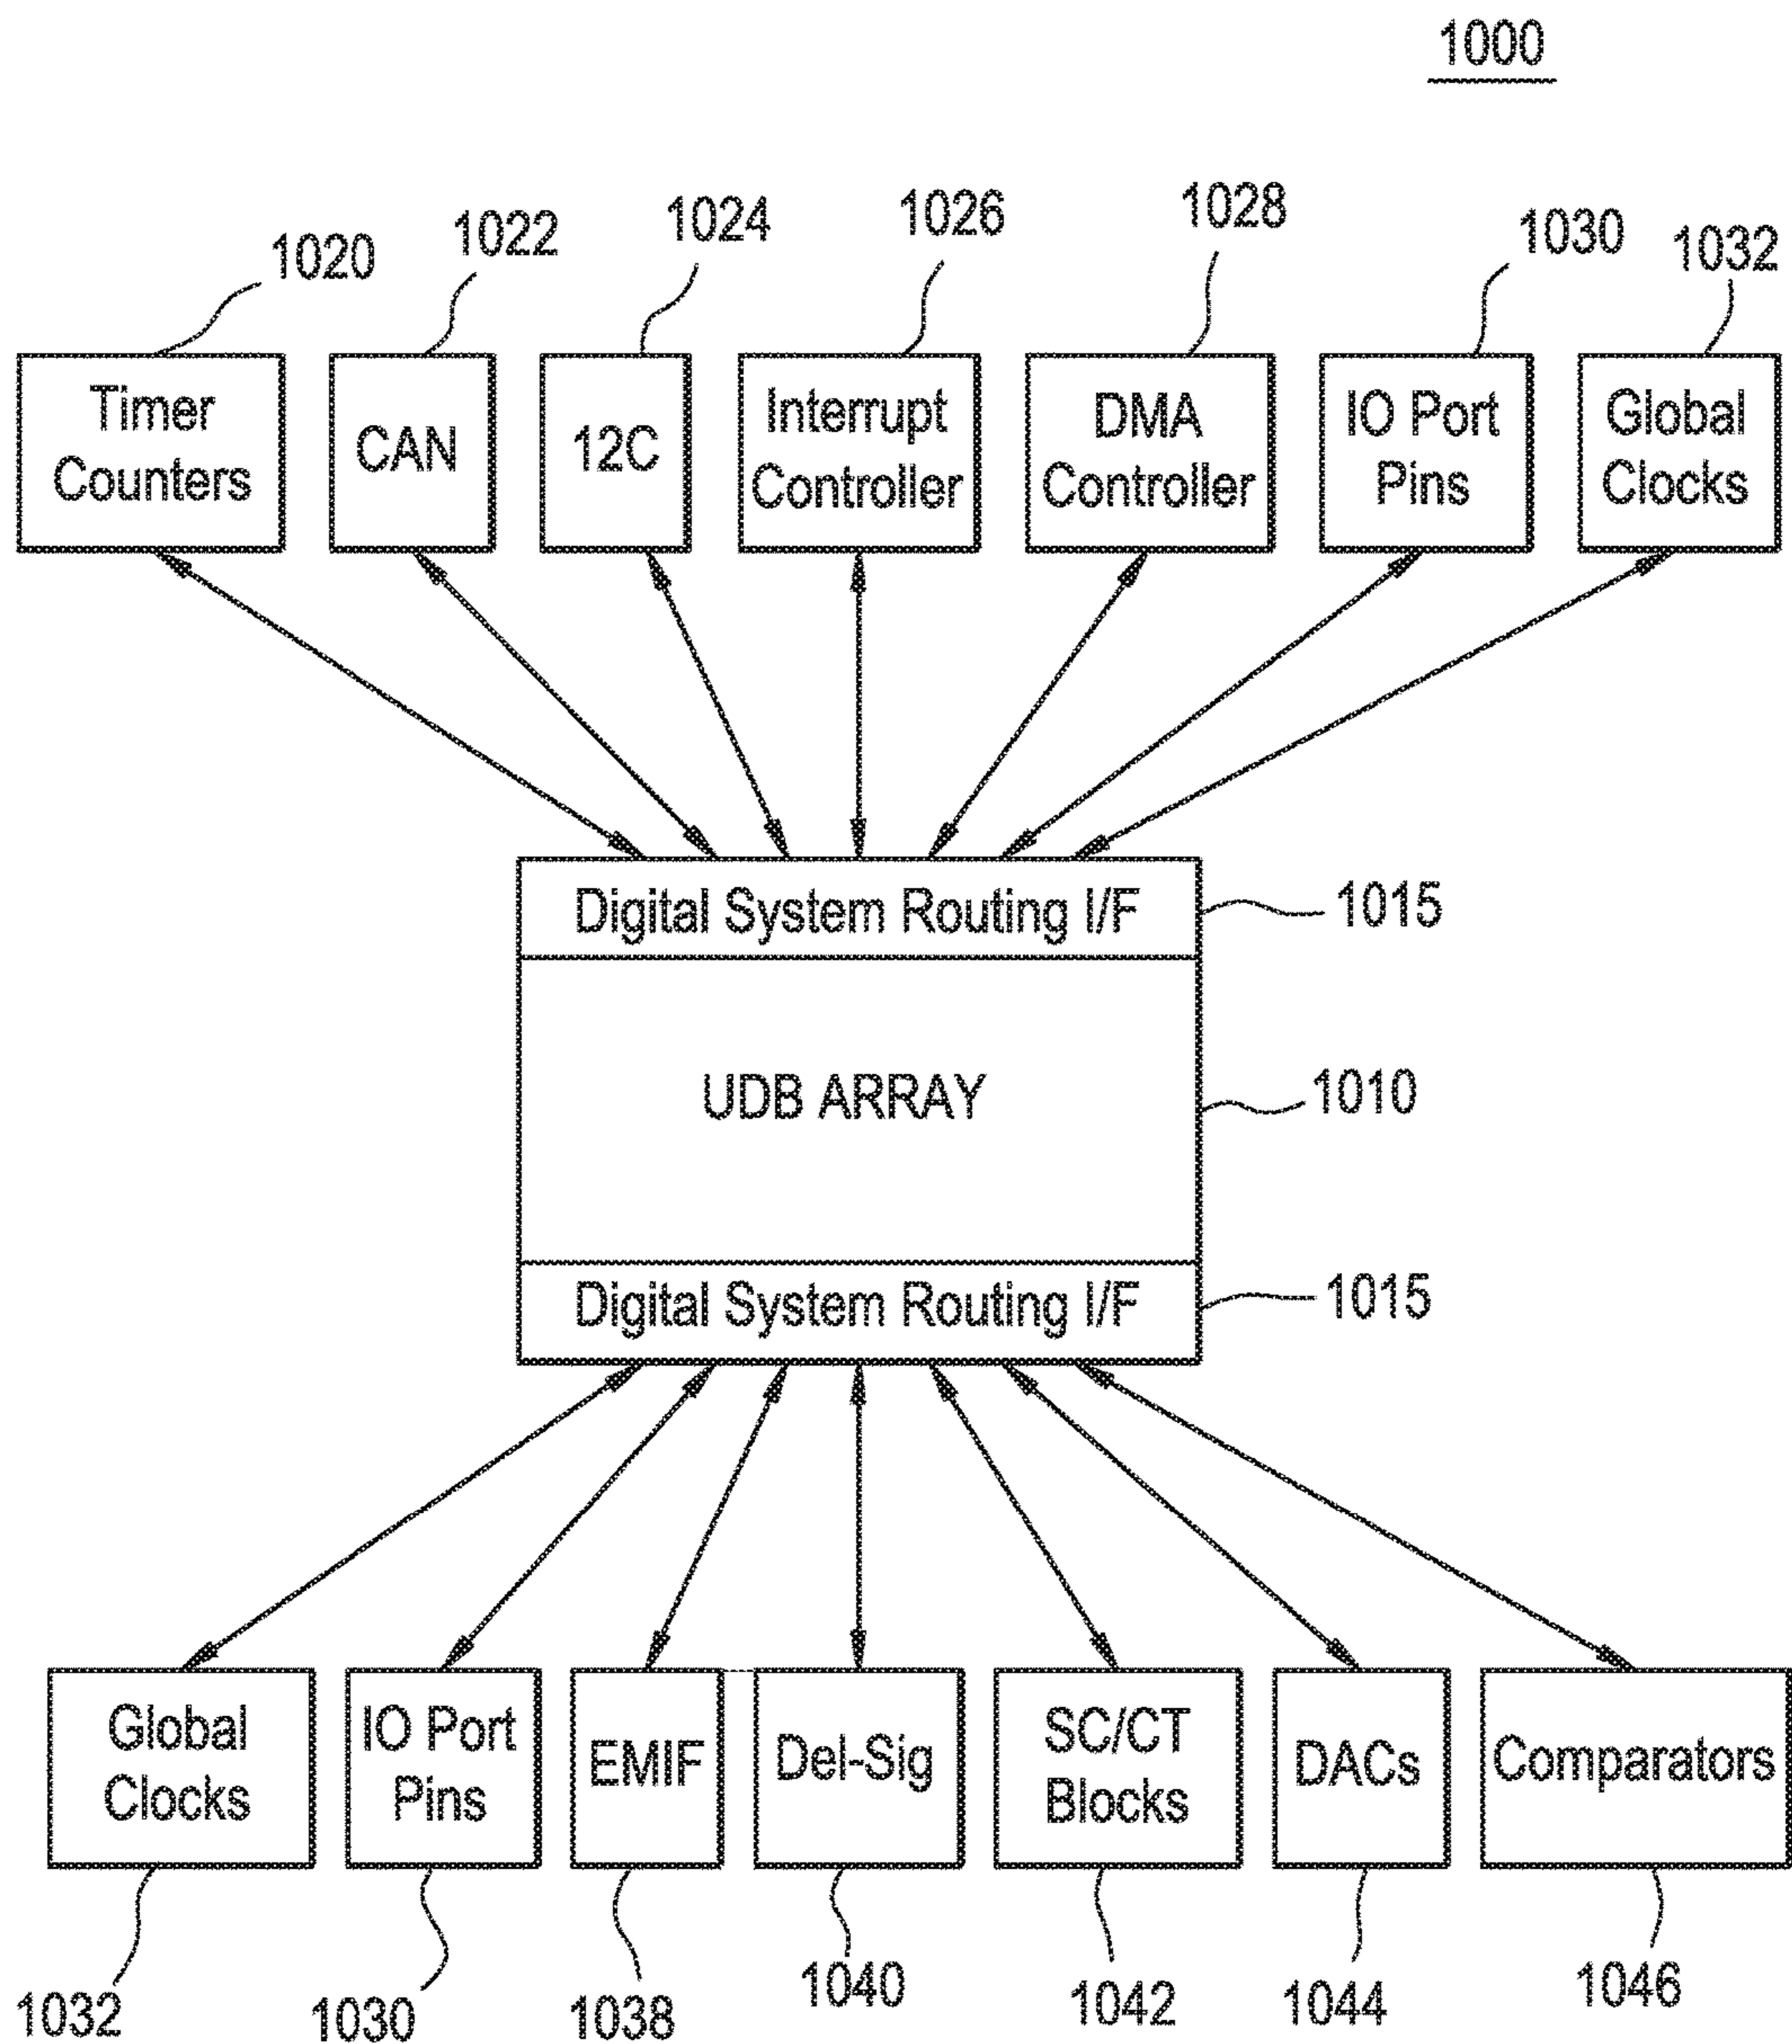 1000
1020
1022
1024
1026
1028
1030
1032
Timer
Counters
CAN
12C
Interrupt
Controller
DMA
Controller
IO Port
Pins
Global
Clocks
Digital System Routing I/F
1015
UDB ARRAY
1010
Digital System Routing I/F
1015
Global
Clocks
IO Port
Pins
EMIF
Del-Sig
SC/CT
Blocks
DACs
Comparators
1032
1030
1038
1040
1042
1044
1046